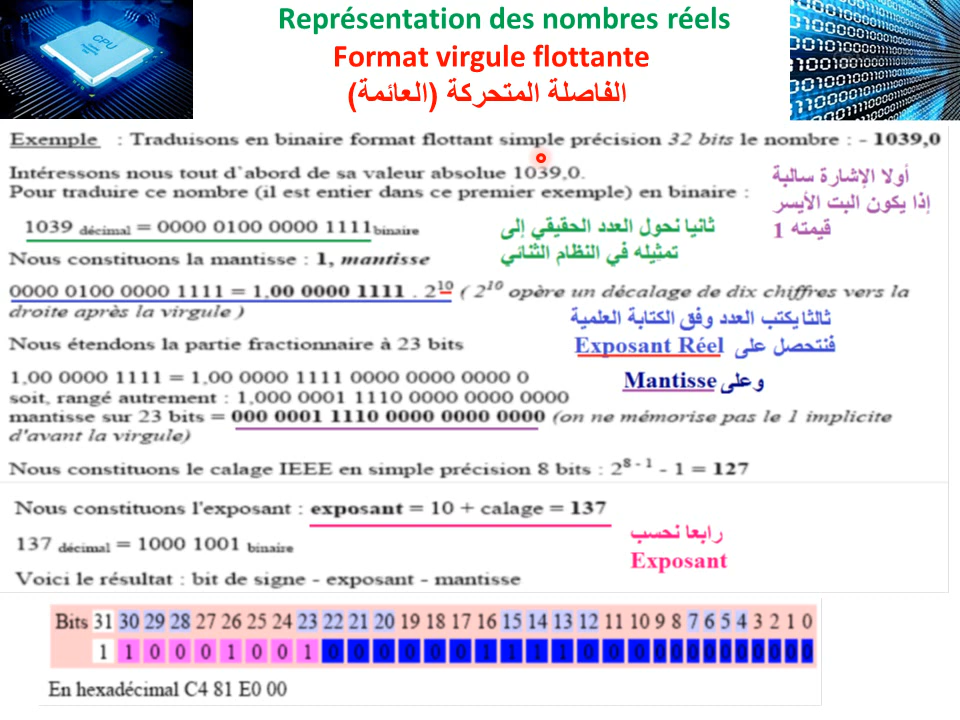 Représentation des nombres réels
Format virgule flottante
الفاصلة المتحركة (العائمة)
CPU
Exemple : Traduisons en binaire format flottant simple précision 32 bits le nombre : - 1039,0
Intéressons nous tout d`abord de sa valeur absolue 1039,0.
Pour traduire ce nombre (il est entier dans ce premier exemple) en binaire :
أولا الإشارة سالبة
إذا يكون البت الأيسر
قيمته 1
1039 décimal = 0000 0100 0000 1111 binaire
ثانيا نحول العدد الحقيقي إلى
تمثيله في النظام الثنائي
Nous constituons la mantisse : 1, mantisse
0000 0100 0000 1111 = 1,00 0000 1111 . 2¹⁰ ( 2¹⁰ opère un décalage de dix chiffres vers la
droite après la virgule )
ثالثا يكتب العدد وفق الكتابة العلمية
فنتحصل على Exposant Réel
وعلى Mantisse
Nous étendons la partie fractionnaire à 23 bits
1,00 0000 1111 = 1,00 0000 1111 0000 0000 0000 0
soit, rangé autrement : 1,000 0001 1110 0000 0000 0000
mantisse sur 23 bits = 000 0001 1110 0000 0000 0000 (on ne mémorise pas le 1 implicite
d'avant la virgule)
Nous constituons le calage IEEE en simple précision 8 bits : 2⁸⁻¹ - 1 = 127
Nous constituons l'exposant : exposant = 10 + calage = 137
137 décimal = 1000 1001 binaire
رابعا نحسب
Exposant
Voici le résultat : bit de signe - exposant - mantisse
Bits 31 30 29 28 27 26 25 24 23 22 21 20 19 18 17 16 15 14 13 12 11 10 9 8 7 6 5 4 3 2 1 0
1 1 0 0 0 1 0 0 1 0 0 0 0 0 0 1 1 1 1 0 0 0 0 0 0 0 0 0 0 0 0 0
En hexadécimal C4 81 E0 00